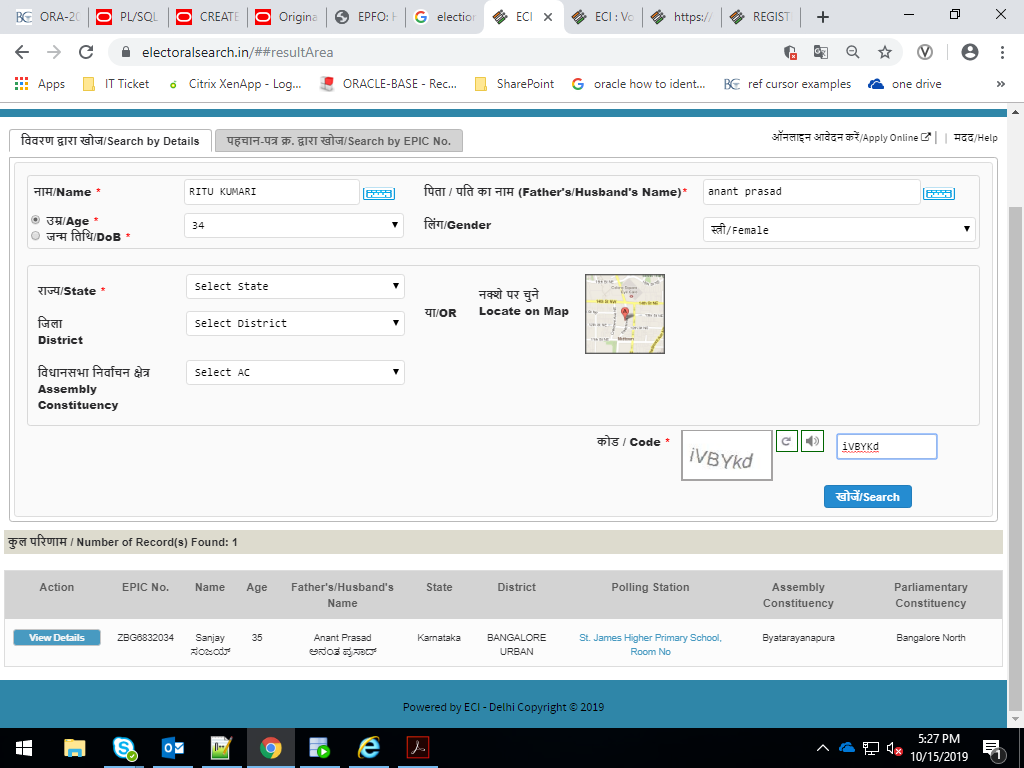 ORA-20
PL/SQL
CREATE
Origina
EPFO: H
election
ECI
ECI : Vo
https:/
REGIST
electoralsearch.in/##resultArea
Apps
IT Ticket
Citrix XenApp - Log...
ORACLE-BASE - Rec...
SharePoint
oracle how to ident...
ref cursor examples
one drive
»
विवरण द्वारा खोज/Search by Details
पहचान-पत्र क्र. द्वारा खोज/Search by EPIC No.
ऑनलाइन आवेदन करें/Apply Online | | मदद/Help
नाम/Name *
RITU KUMARI
पिता / पति का नाम (Father's/Husband's Name)*
anant prasad
उम्र/Age *
जन्म तिथि/DoB *
34
लिंग/Gender
स्त्री/Female
राज्य/State *
Select State
जिला
District
Select District
विधानसभा निर्वाचन क्षेत्र
Assembly
Constituency
Select AC
या/OR
नक्शे पर चुने
Locate on Map
कोड / Code *
iVBYKd
iVBYKd
खोजें/Search
कुल परिणाम / Number of Record(s) Found: 1
Action EPIC No. Name Age Father's/Husband's Name State District Polling Station Assembly Constituency Parliamentary Constituency
View Details ZBG6832034 Sanjay 35 Anant Prasad Karnataka BANGALORE St. James Higher Primary School, Byatarayanapura Bangalore North
ಸಂಜಯ್ ಅನಂತ ಪ್ರಸಾದ್ URBAN Room No
Powered by ECI - Delhi Copyright © 2019
5:27 PM
10/15/2019
1